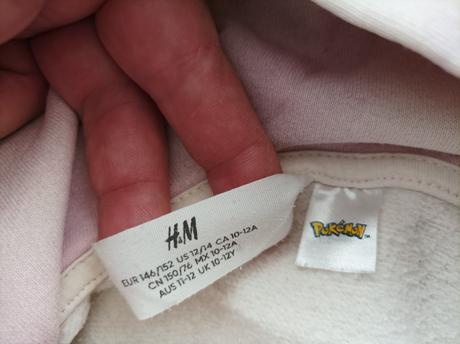 H&M
EUR 146/152 US 12/14 CA 10-12A
CN 150/76 MX 10-12A
AUS 11-12 UK 10-12Y
POKéMON
TM